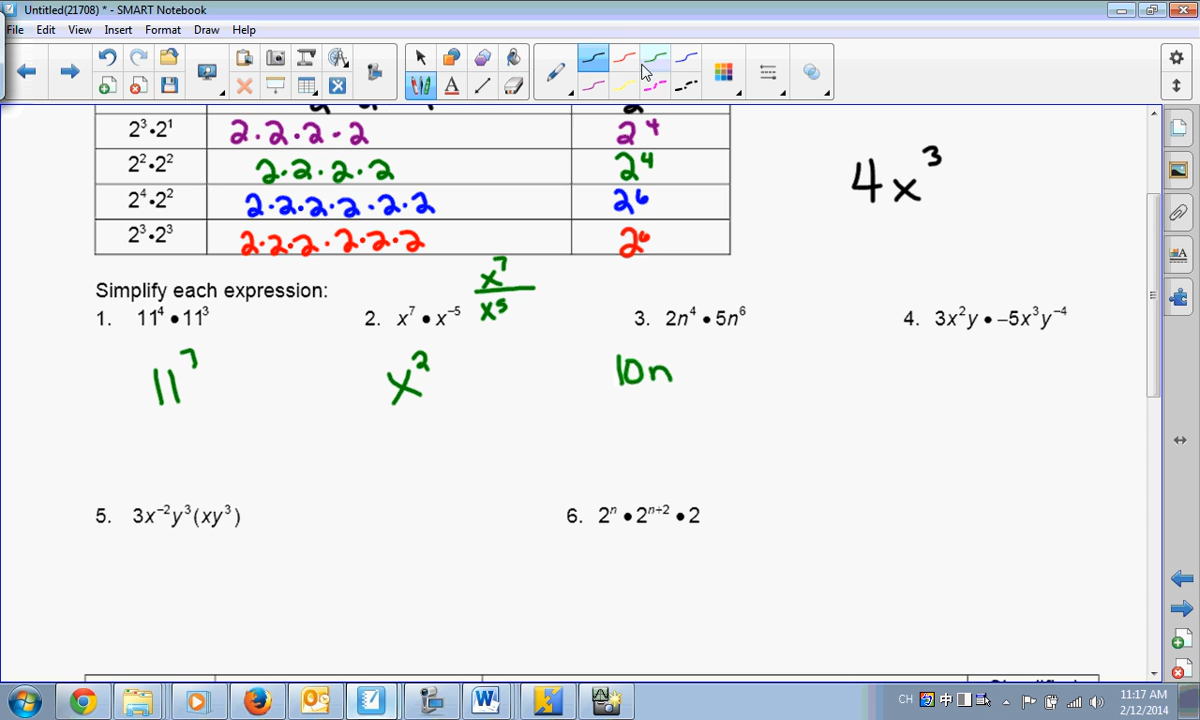 Untitled(21708) * - SMART Notebook
File Edit View Insert Format Draw Help
2³•2¹ 2·2·2·2 2⁴
2²•2² 2·2·2·2 2⁴
2⁴•2² 2·2·2·2·2·2 2⁶
2³•2³ 2·2·2·2·2·2 2⁶
4x³
Simplify each expression:
x⁷
x⁵
1. 11⁴ • 11³ 2. x⁷ • x⁻⁵ 3. 2n⁴ • 5n⁶ 4. 3x²y • –5x³y⁻⁴
11⁷ x² 10n
5. 3x⁻²y³(xy³) 6. 2ⁿ • 2ⁿ⁺² • 2
CH 中 11:17 AM
2/12/2014